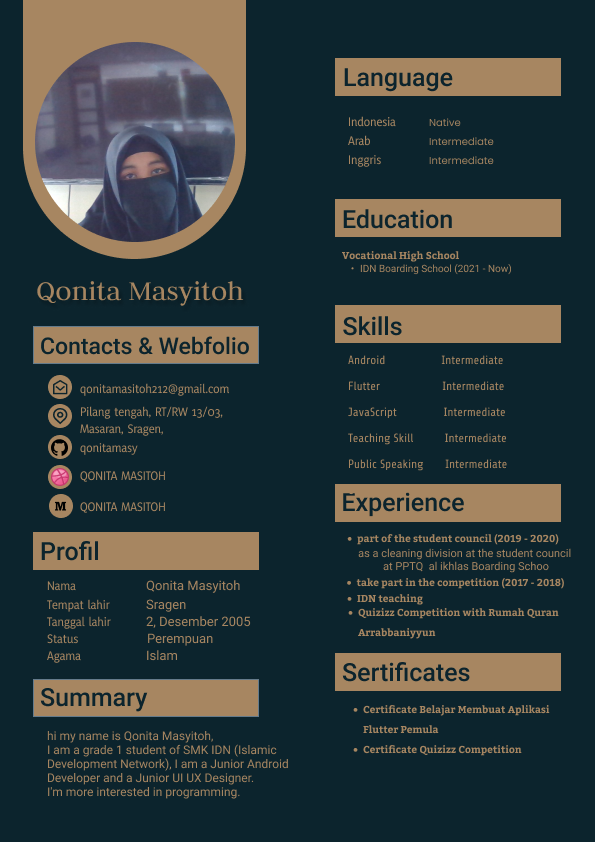 Qonita Masyitoh
Contacts & Webfolio
qonitamasitoh212@gmail.com
Pilang tengah, RT/RW 13/03,
Masaran, Sragen,
qonitamasy
QONITA MASITOH
M QONITA MASITOH
Profil
Nama Qonita Masyitoh
Tempat lahir Sragen
Tanggal lahir 2, Desember 2005
Status Perempuan
Agama Islam
Summary
hi my name is Qonita Masyitoh,
I am a grade 1 student of SMK IDN (Islamic
Development Network), I am a Junior Android
Developer and a Junior UI UX Designer.
I'm more interested in programming.
Language
Indonesia Native
Arab Intermediate
Inggris Intermediate
Education
Vocational High School
• IDN Boarding School (2021 - Now)
Skills
Android Intermediate
Flutter Intermediate
JavaScript Intermediate
Teaching Skill Intermediate
Public Speaking Intermediate
Experience
• part of the student council (2019 - 2020)
as a cleaning division at the student council
at PPTQ al ikhlas Boarding Schoo
• take part in the competition (2017 - 2018)
• IDN teaching
• Quizizz Competition with Rumah Quran
Arrabbaniyyun
Sertificates
• Certificate Belajar Membuat Aplikasi
Flutter Pemula
• Certificate Quizizz Competition